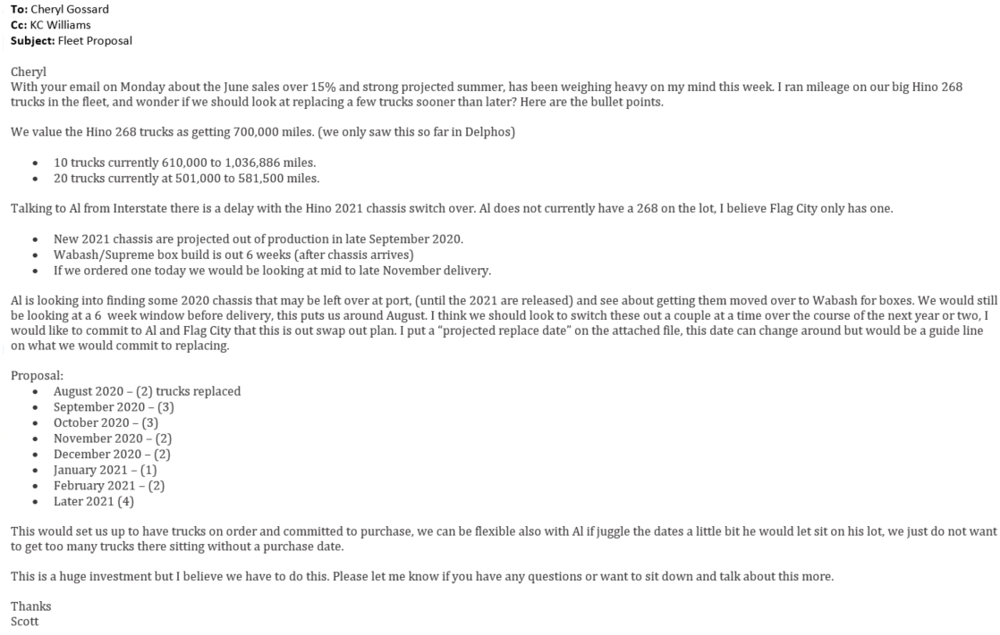 To: Cheryl Gossard
Cc: KC Williams
Subject: Fleet Proposal
Cheryl
With your email on Monday about the June sales over 15% and strong projected summer, has been weighing heavy on my mind this week. I ran mileage on our big Hino 268
trucks in the fleet, and wonder if we should look at replacing a few trucks sooner than later? Here are the bullet points.
We value the Hino 268 trucks as getting 700,000 miles. (we only saw this so far in Delphos)
• 10 trucks currently 610,000 to 1,036,886 miles.
• 20 trucks currently at 501,000 to 581,500 miles.
Talking to Al from Interstate there is a delay with the Hino 2021 chassis switch over. Al does not currently have a 268 on the lot, I believe Flag City only has one.
• New 2021 chassis are projected out of production in late September 2020.
• Wabash/Supreme box build is out 6 weeks (after chassis arrives)
• If we ordered one today we would be looking at mid to late November delivery.
Al is looking into finding some 2020 chassis that may be left over at port, (until the 2021 are released) and see about getting them moved over to Wabash for boxes. We would still
be looking at a 6 week window before delivery, this puts us around August. I think we should look to switch these out a couple at a time over the course of the next year or two, I
would like to commit to Al and Flag City that this is out swap out plan. I put a “projected replace date” on the attached file, this date can change around but would be a guide line
on what we would commit to replacing.
Proposal:
• August 2020 – (2) trucks replaced
• September 2020 – (3)
• October 2020 – (3)
• November 2020 – (2)
• December 2020 – (2)
• January 2021 – (1)
• February 2021 – (2)
• Later 2021 (4)
This would set us up to have trucks on order and committed to purchase, we can be flexible also with Al if juggle the dates a little bit he would let sit on his lot, we just do not want
to get too many trucks there sitting without a purchase date.
This is a huge investment but I believe we have to do this. Please let me know if you have any questions or want to sit down and talk about this more.
Thanks
Scott